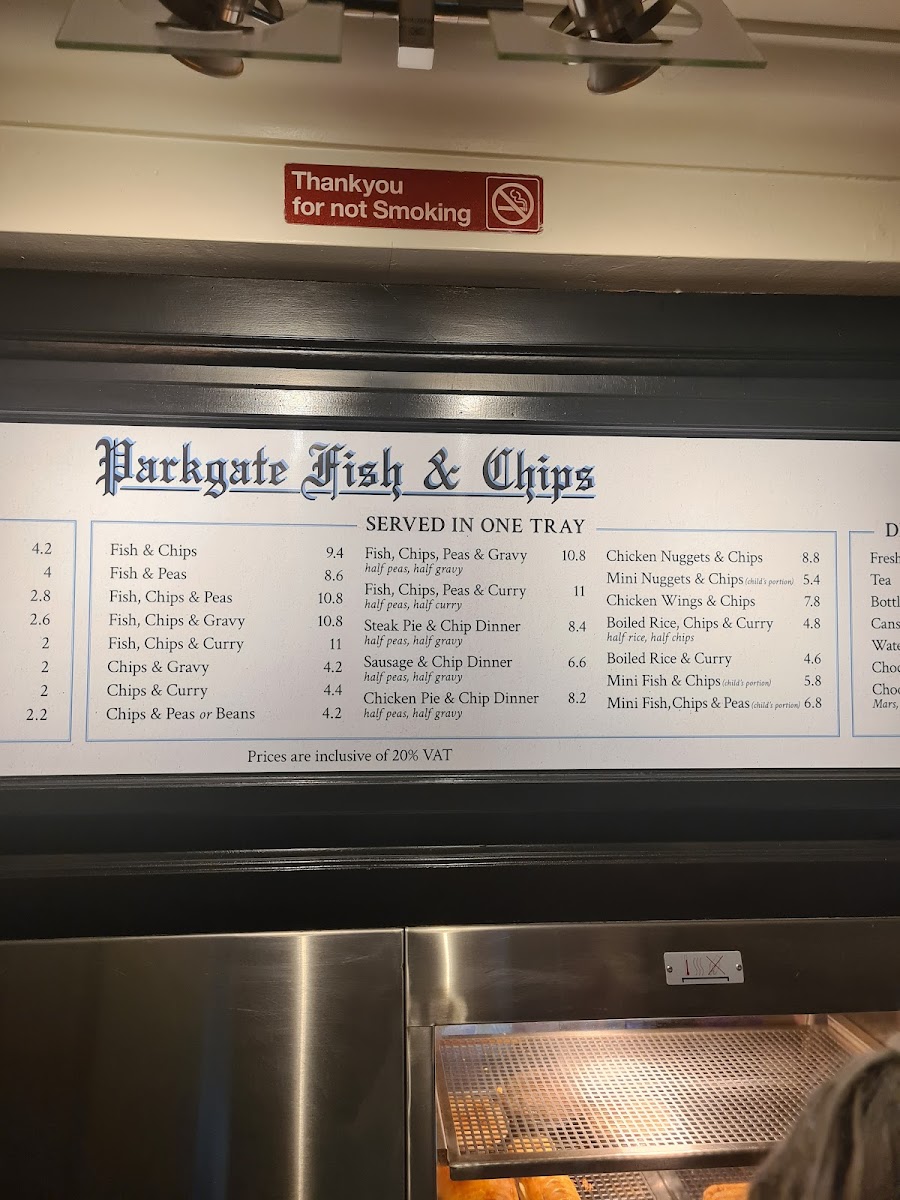 Thankyou
for not Smoking
Parkgate Fish & Chips
4.2
4
2.8
2.6
2
2
2
2.2
SERVED IN ONE TRAY
Fish & Chips 9.4
Fish & Peas 8.6
Fish, Chips & Peas 10.8
Fish, Chips & Gravy 10.8
Fish, Chips & Curry 11
Chips & Gravy 4.2
Chips & Curry 4.4
Chips & Peas or Beans 4.2
Fish, Chips, Peas & Gravy 10.8
half peas, half gravy
Fish, Chips, Peas & Curry 11
half peas, half curry
Steak Pie & Chip Dinner 8.4
half peas, half gravy
Sausage & Chip Dinner 6.6
half peas, half gravy
Chicken Pie & Chip Dinner 8.2
half peas, half gravy
Chicken Nuggets & Chips 8.8
Mini Nuggets & Chips (child's portion) 5.4
Chicken Wings & Chips 7.8
Boiled Rice, Chips & Curry 4.8
half rice, half chips
Boiled Rice & Curry 4.6
Mini Fish & Chips (child's portion) 5.8
Mini Fish, Chips & Peas (child's portion) 6.8
D
Fresh
Tea
Bottl
Cans
Wate
Choc
Choc
Mars,
Prices are inclusive of 20% VAT